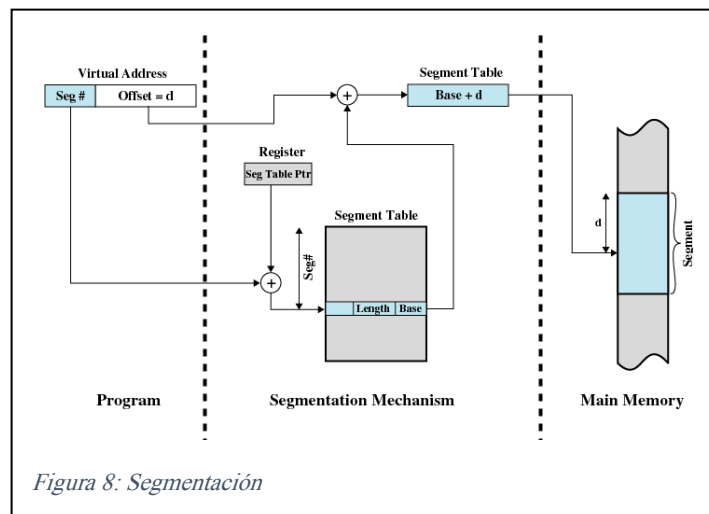 Virtual Address
Segment Table
Seg #
Offset = d
+
Base + d
Register
Seg Table Ptr
Segment Table
d
Segment
Seg#
+
Length
Base
Program
Segmentation Mechanism
Main Memory
Figura 8: Segmentación